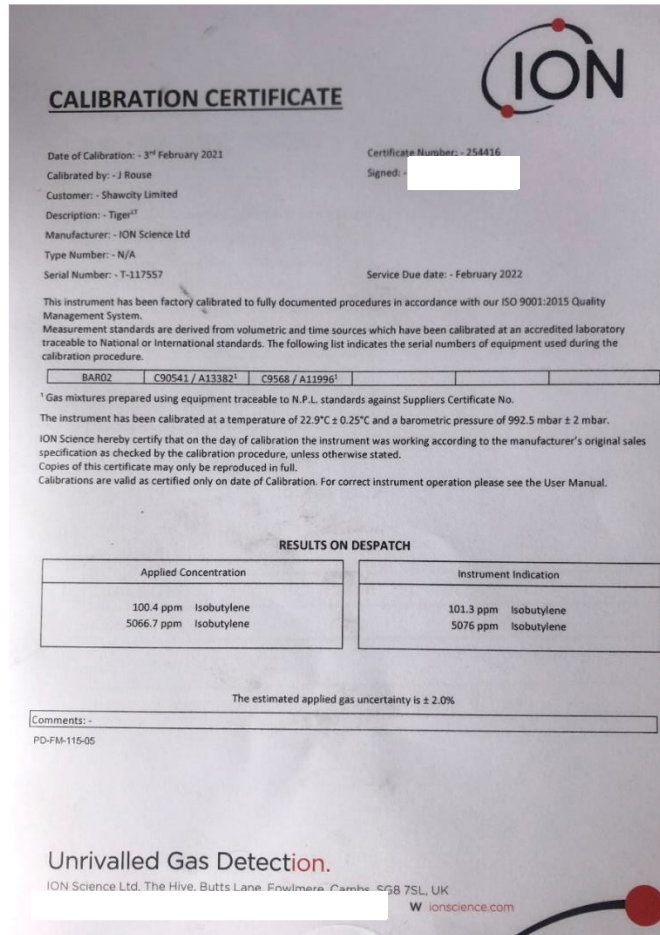 ION
CALIBRATION CERTIFICATE
Date of Calibration: - 3rd February 2021
Certificate Number: - 254416
Calibrated by: - J Rouse
Signed: -
Customer: - Shawcity Limited
Description: - TigerLT
Manufacturer: - ION Science Ltd
Type Number: - N/A
Serial Number: - T-117557
Service Due date: - February 2022
This instrument has been factory calibrated to fully documented procedures in accordance with our ISO 9001:2015 Quality
Management System.
Measurement standards are derived from volumetric and time sources which have been calibrated at an accredited laboratory
traceable to National or International standards. The following list indicates the serial numbers of equipment used during the
calibration procedure.
BAR02 C90541 / A13382¹ C9568 / A11996¹
¹ Gas mixtures prepared using equipment traceable to N.P.L. standards against Suppliers Certificate No.
The instrument has been calibrated at a temperature of 22.9°C ± 0.25°C and a barometric pressure of 992.5 mbar ± 2 mbar.
ION Science hereby certify that on the day of calibration the instrument was working according to the manufacturer's original sales
specification as checked by the calibration procedure, unless otherwise stated.
Copies of this certificate may only be reproduced in full.
Calibrations are valid as certified only on date of Calibration. For correct instrument operation please see the User Manual.
RESULTS ON DESPATCH
Applied Concentration
Instrument Indication
100.4 ppm Isobutylene
101.3 ppm Isobutylene
5066.7 ppm Isobutylene
5076 ppm Isobutylene
The estimated applied gas uncertainty is ± 2.0%
Comments: -
PD-FM-115-05
Unrivalled Gas Detection.
ION Science Ltd, The Hive, Butts Lane, Fowlmere, Cambs, SG8 7SL, UK
W ionscience.com